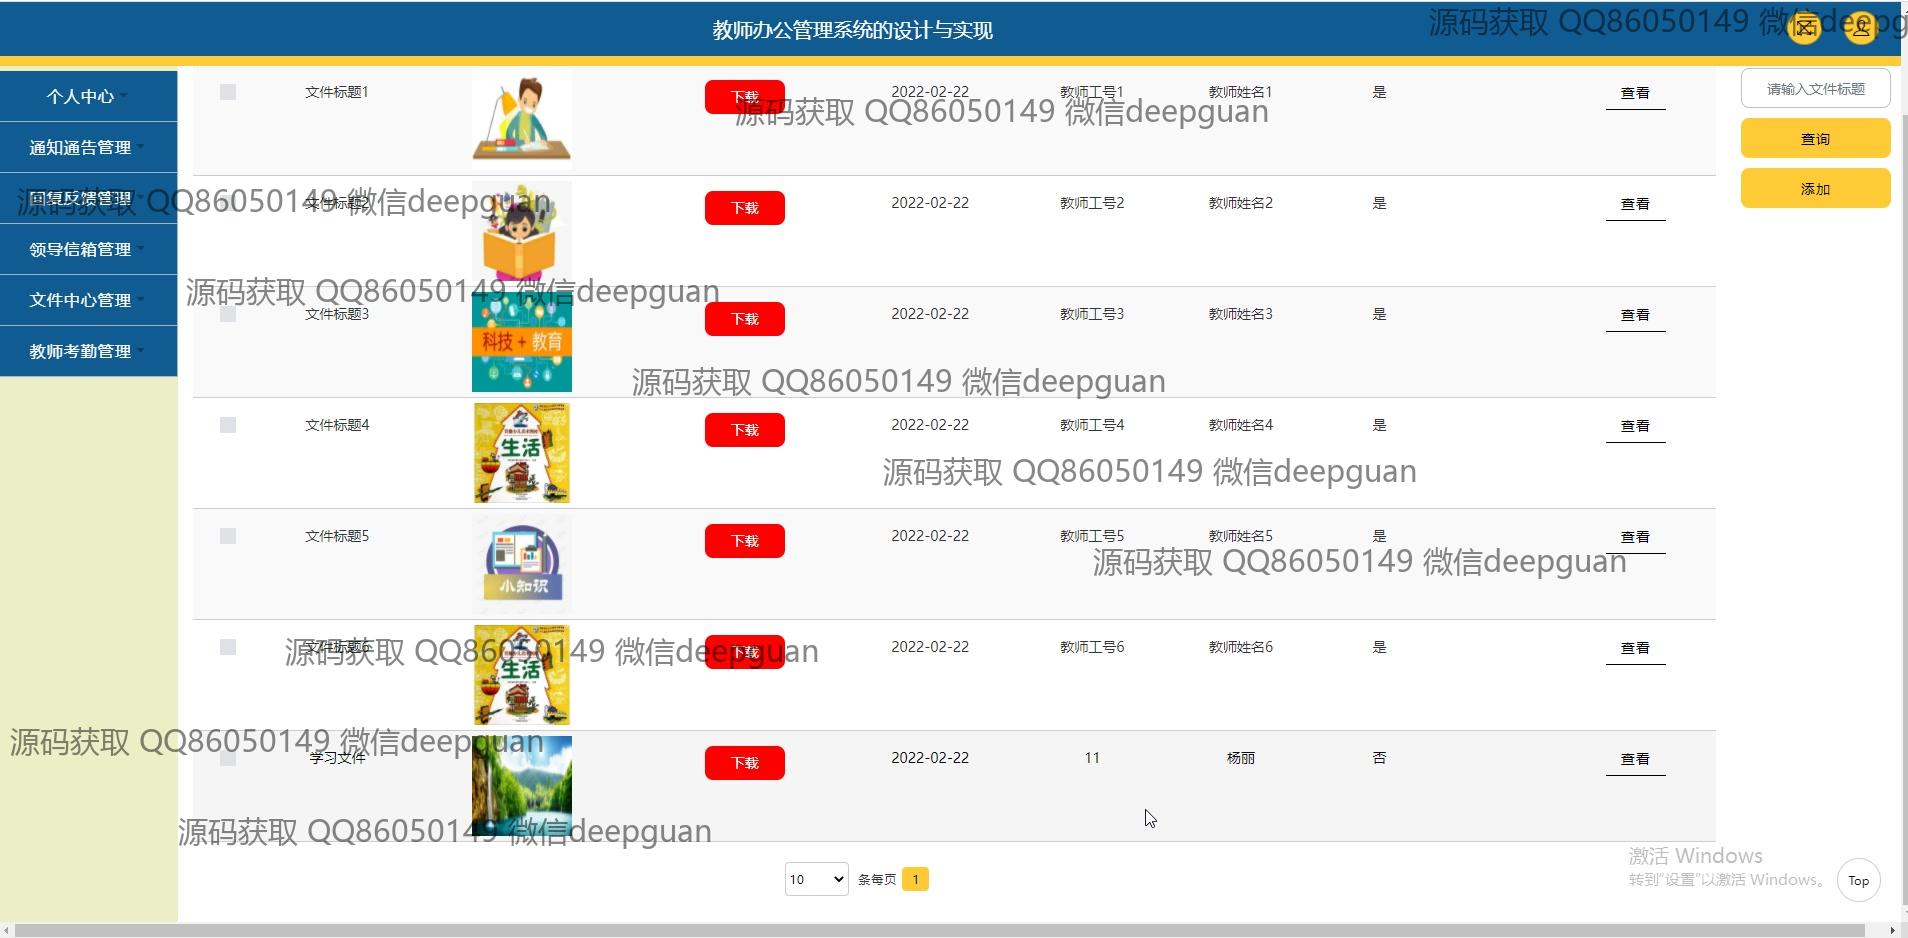 教师办公管理系统的设计与实现
源码获取 QQ86050149 微信deepg
个人中心
通知通告管理
回复反馈管理
领导信箱管理
文件中心管理
教师考勤管理
文件标题1 下载 2022-02-22 教师工号1 教师姓名1 是 查看
源码获取 QQ86050149 微信deepguan
文件标题2 下载 2022-02-22 教师工号2 教师姓名2 是 查看
源码获取 QQ86050149 微信deepguan
源码获取 QQ86050149 微信deepguan
文件标题3 科技+教育 下载 2022-02-22 教师工号3 教师姓名3 是 查看
源码获取 QQ86050149 微信deepguan
文件标题4 生活 下载 2022-02-22 教师工号4 教师姓名4 是 查看
源码获取 QQ86050149 微信deepguan
文件标题5 小知识 下载 2022-02-22 教师工号5 教师姓名5 是 查看
源码获取 QQ86050149 微信deepguan
文件标题6 生活 下载 2022-02-22 教师工号6 教师姓名6 是 查看
源码获取 QQ86050149 微信deepguan
源码获取 QQ86050149 微信deepguan
学习文件 下载 2022-02-22 11 杨丽 否 查看
源码获取 QQ86050149 微信deepguan
10 条每页 1
请输入文件标题
查询
添加
激活 Windows
转到"设置"以激活 Windows。
Top